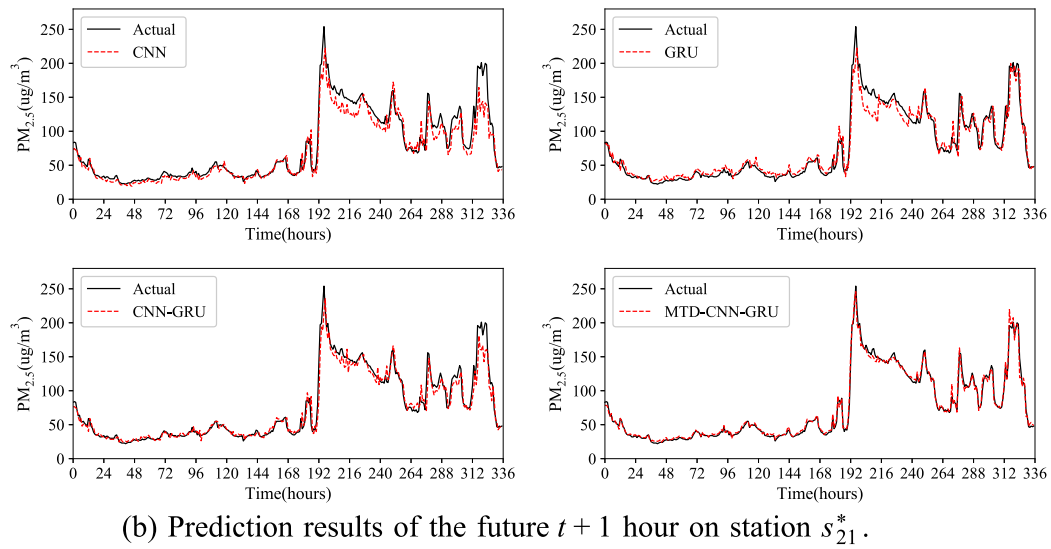 Actual
CNN
PM2.5(ug/m3)
250
200
150
100
50
0
0 24 48 72 96 120 144 168 192 216 240 264 288 312 336
Time(hours)
Actual
GRU
PM2.5(ug/m3)
250
200
150
100
50
0
0 24 48 72 96 120 144 168 192 216 240 264 288 312 336
Time(hours)
Actual
CNN-GRU
PM2.5(ug/m3)
250
200
150
100
50
0
0 24 48 72 96 120 144 168 192 216 240 264 288 312 336
Time(hours)
Actual
MTD-CNN-GRU
PM2.5(ug/m3)
250
200
150
100
50
0
0 24 48 72 96 120 144 168 192 216 240 264 288 312 336
Time(hours)
(b) Prediction results of the future t + 1 hour on station s*21.